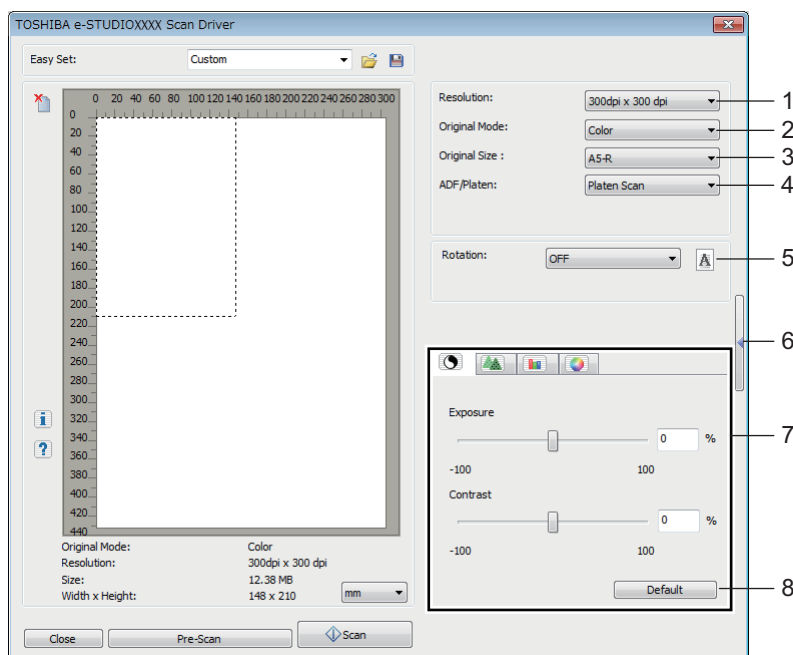 TOSHIBA e-STUDIOXXXX Scan Driver
Easy Set: Custom
0 20 40 60 80 100 120 140 160 180 200 220 240 260 280 300
0
20
40
60
80
100
120
140
160
180
200
220
240
260
280
300
320
340
360
380
400
420
440
Original Mode: Color
Resolution: 300dpi x 300 dpi
Size: 12.38 MB
Width x Height: 148 x 210 mm
Close Pre-Scan Scan
Resolution: 300dpi x 300 dpi 1
Original Mode: Color 2
Original Size : A5-R 3
ADF/Platen: Platen Scan 4
Rotation: OFF A 5
6
Exposure
0 % 7
-100 100
Contrast
0 %
-100 100
Default 8